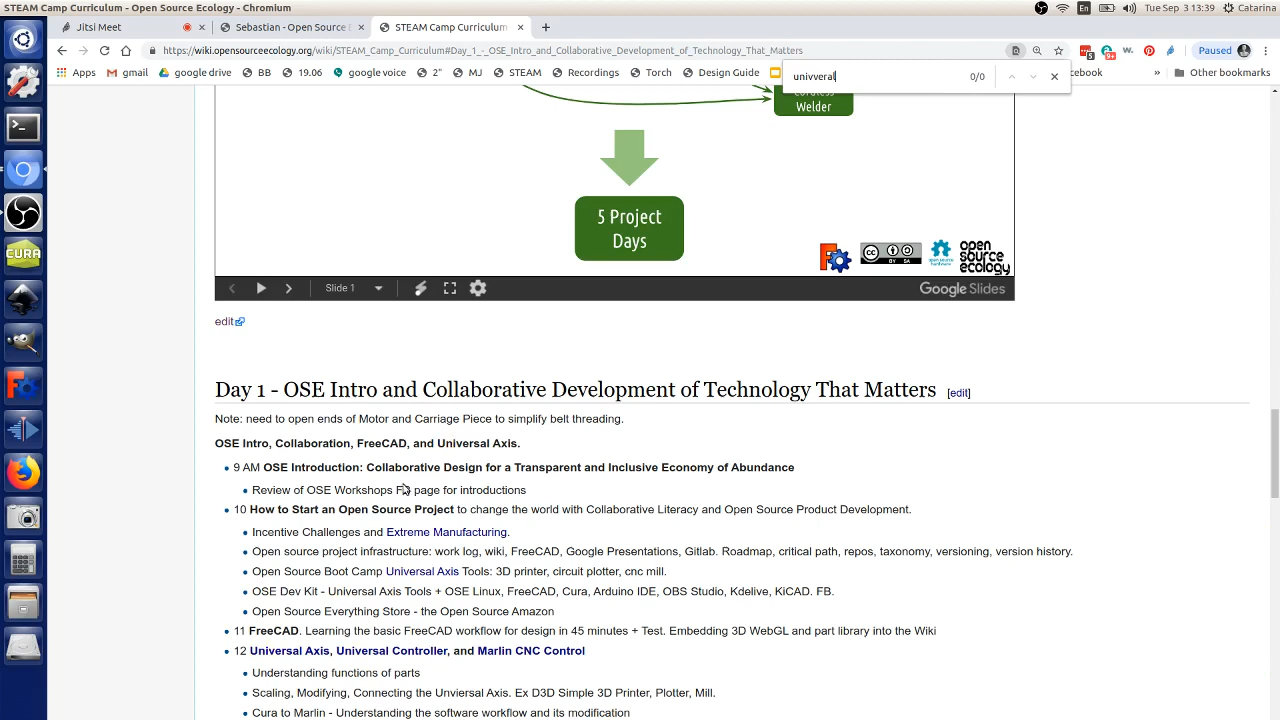 STEAM Camp Curriculum - Open Source Ecology - Chromium
En
Tue Sep 3 13:39
Catarina
Jitsi Meet
Sebastian - Open Source
STEAM Camp Curriculum
https://wiki.opensourceecology.org/wiki/STEAM_Camp_Curriculum#Day_1_-_OSE_Intro_and_Collaborative_Development_of_Technology_That_Matters
W.
Paused
Apps
gmail
google drive
BB
19.06
google voice
2"
MJ
STEAM
Recordings
Torch
Design Guide
cebook
»
Other bookmarks
univveral
0/0
Welder
5 Project
Days
open
source
ecology
Slide 1
Google Slides
edit
Day 1 - OSE Intro and Collaborative Development of Technology That Matters [edit]
Note: need to open ends of Motor and Carriage Piece to simplify belt threading.
OSE Intro, Collaboration, FreeCAD, and Universal Axis.
9 AM OSE Introduction: Collaborative Design for a Transparent and Inclusive Economy of Abundance
Review of OSE Workshops page for introductions
10 How to Start an Open Source Project to change the world with Collaborative Literacy and Open Source Product Development.
Incentive Challenges and Extreme Manufacturing.
Open source project infrastructure: work log, wiki, FreeCAD, Google Presentations, Gitlab. Roadmap, critical path, repos, taxonomy, versioning, version history.
Open Source Boot Camp Universal Axis Tools: 3D printer, circuit plotter, cnc mill.
OSE Dev Kit - Universal Axis Tools + OSE Linux, FreeCAD, Cura, Arduino IDE, OBS Studio, Kdelive, KiCAD. FB.
Open Source Everything Store - the Open Source Amazon
11 FreeCAD. Learning the basic FreeCAD workflow for design in 45 minutes + Test. Embedding 3D WebGL and part library into the Wiki
12 Universal Axis, Universal Controller, and Marlin CNC Control
Understanding functions of parts
Scaling, Modifying, Connecting the Unviersal Axis. Ex D3D Simple 3D Printer, Plotter, Mill.
Cura to Marlin - Understanding the software workflow and its modification
CURA